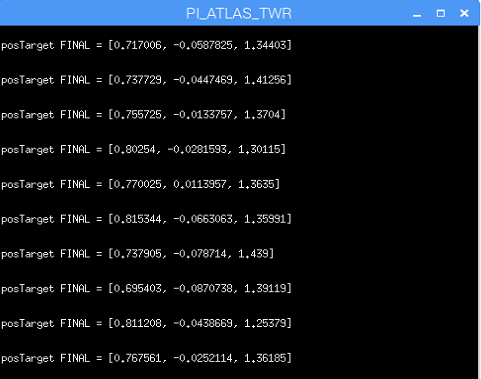 PI_ATLAS_TWR
posTarget FINAL = [0.717006, -0.0587825, 1.34403]
posTarget FINAL = [0.737729, -0.0447469, 1.41256]
posTarget FINAL = [0.755725, -0.0133757, 1.3704]
posTarget FINAL = [0.80254, -0.0281593, 1.30115]
posTarget FINAL = [0.770025, 0.0113957, 1.3635]
posTarget FINAL = [0.815344, -0.0663063, 1.35991]
posTarget FINAL = [0.737905, -0.078714, 1.439]
posTarget FINAL = [0.695403, -0.0870738, 1.39119]
posTarget FINAL = [0.811208, -0.0438669, 1.25379]
posTarget FINAL = [0.767561, -0.0252114, 1.36185]